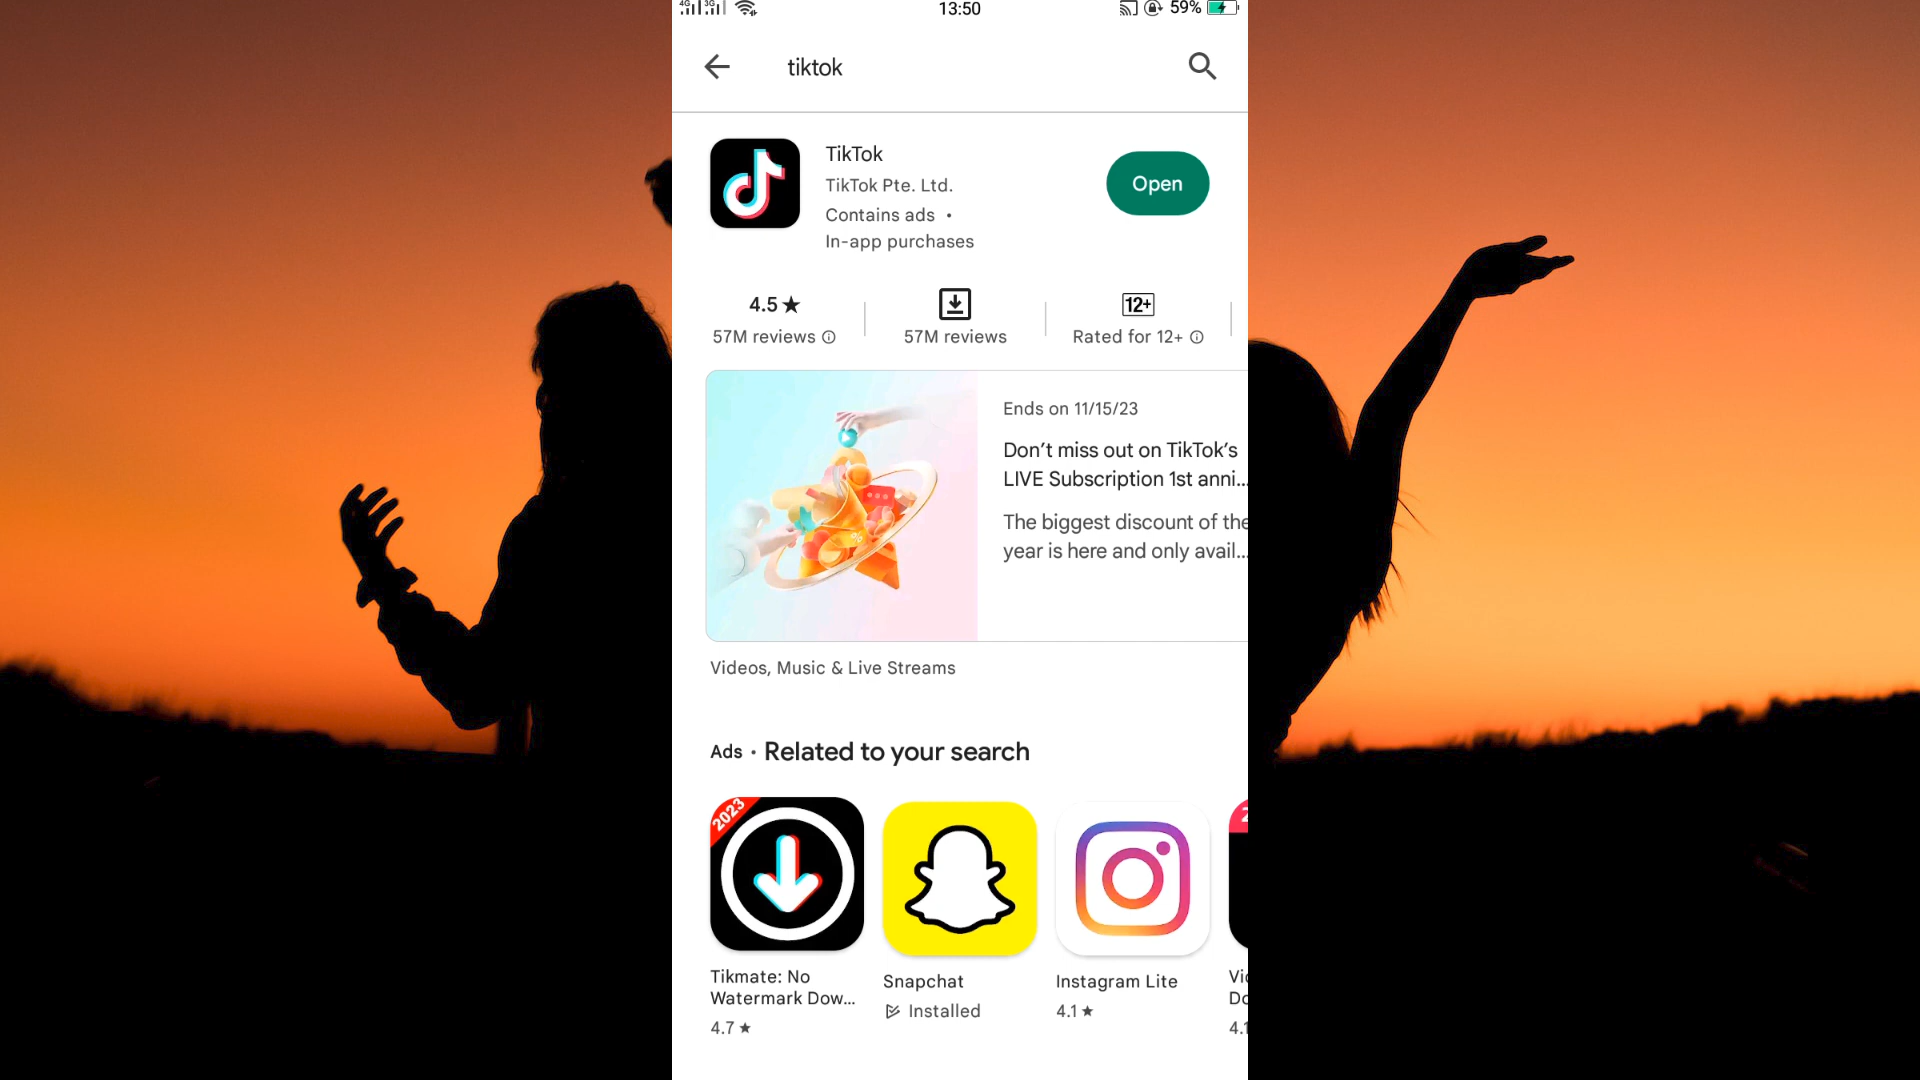 4G 3G 13:50 59%
tiktok
TikTok
TikTok Pte. Ltd.
Contains ads •
In-app purchases
Open
4.5 ★
57M reviews
57M reviews
12+
Rated for 12+
Ends on 11/15/23
Don’t miss out on TikTok’s
LIVE Subscription 1st anni...
The biggest discount of the
year is here and only avail...
Videos, Music & Live Streams
Ads • Related to your search
2023
Tikmate: No
Watermark Dow...
4.7 ★
Snapchat
Installed
Instagram Lite
4.1 ★